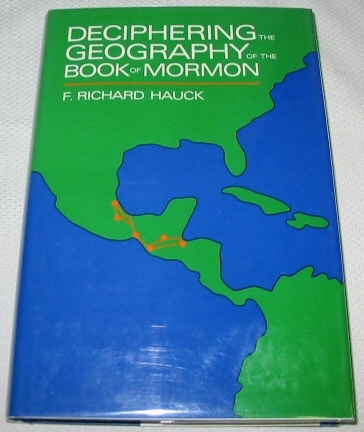 DECIPHERING THE
GEOGRAPHY OF THE
BOOK OF MORMON
F. RICHARD HAUCK